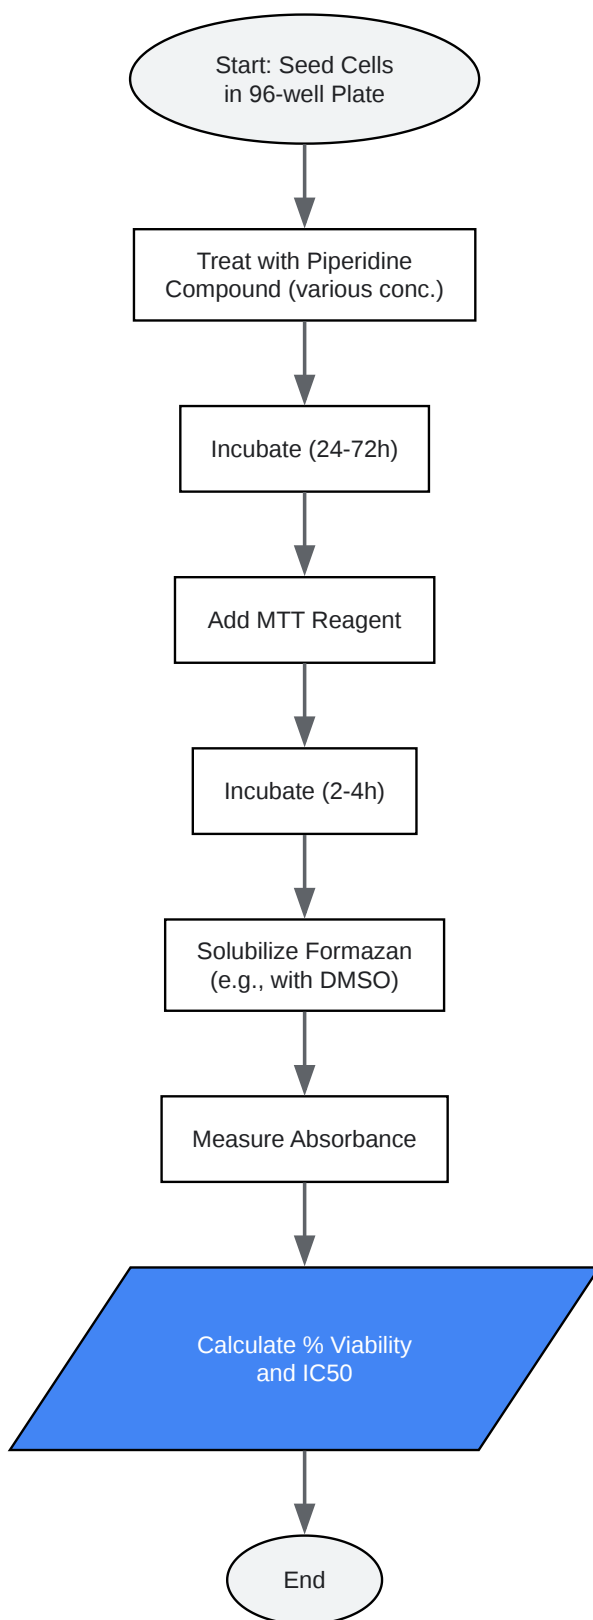 Start: Seed Cells
in 96-well Plate
Treat with Piperidine
Compound (various conc.)
Incubate (24-72h)
Add MTT Reagent
Incubate (2-4h)
Solubilize Formazan
(e.g., with DMSO)
Measure Absorbance
Calculate % Viability
and IC50
End